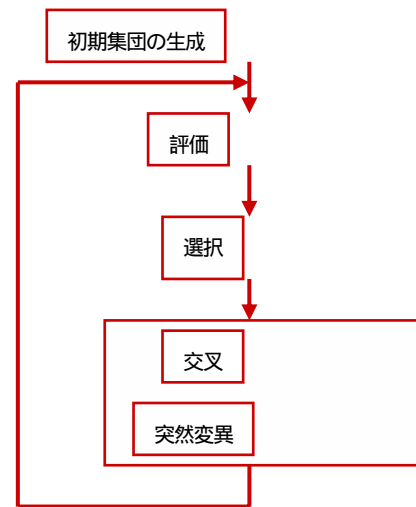 初期集団の生成
評価
選択
交叉
突然変異